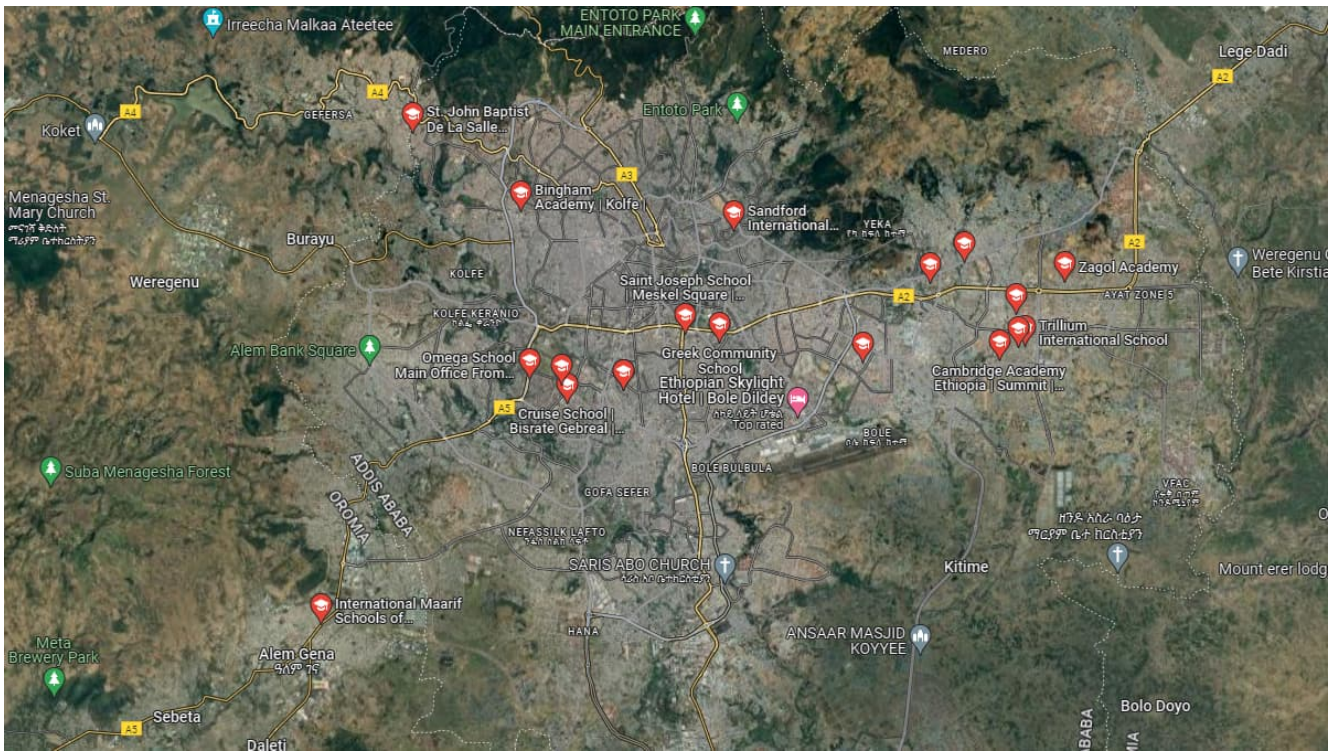 ENTOTO PARK
MAIN ENTRANCE
Irreecha Malkaa Ateetee
MEDERO
Lege Dadi
A2
A4
A4
GEFERSA
St. John Baptist
De La Salle...
Entoto Park
Koket
A3
Menagesha St.
Mary Church
Bingham
Academy | Kolfe
Sandford
International...
YEKA
Burayu
A2
Weregenu
Weregenu
Bete Kirstia
KOLFE
Saint Joseph School
| Meskel Square |...
Zagol Academy
A2
AYAT ZONE 5
KOLFE KERANIO
Alem Bank Square
Omega School
Main Office From...
Greek Community
School
Trillium
International School
Cambridge Academy
Ethiopia | Summit |...
Ethiopian Skylight
Hotel | Bole Dildey
Top rated
A5
Cruise School |
Bisrate Gebreal |...
BOLE
Suba Menagesha Forest
ADDIS ABABA
OROMIA
BOLE BULBULA
GOFA SEFER
VFAC
NEFASSILK LAFTO
SARIS ABO CHURCH
Kitime
Mount erer lodg
International Maarif
Schools of...
HANA
ANSAAR MASJID
KOYYEE
Meta
Brewery Park
Alem Gena
ዓለም ገና
Sebeta
A5
Daleti
Bolo Doyo
ABABA